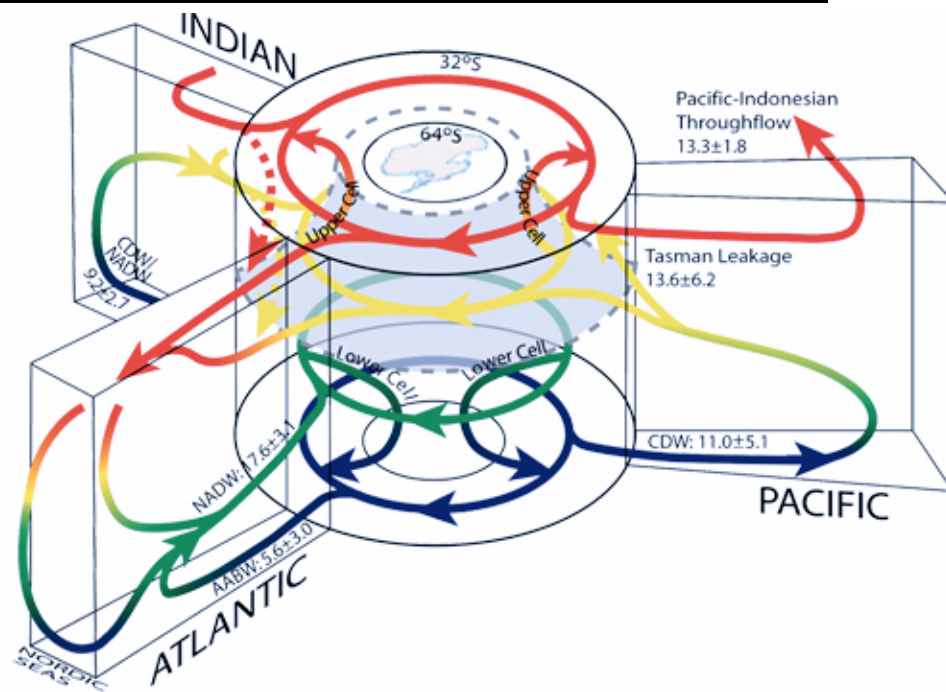 INDIAN
32°S
64°S
Pacific-Indonesian
Throughflow
13.3±1.8
Upper Cell
Upper Cell
Tasman Leakage
13.6±6.2
CDW/
NADW
9.2±2.7
Lower Cell
Lower Cell
NADW: 17.6±3.1
CDW: 11.0±5.1
PACIFIC
AABW: 5.6±3.0
ATLANTIC
NORDIC
SEAS